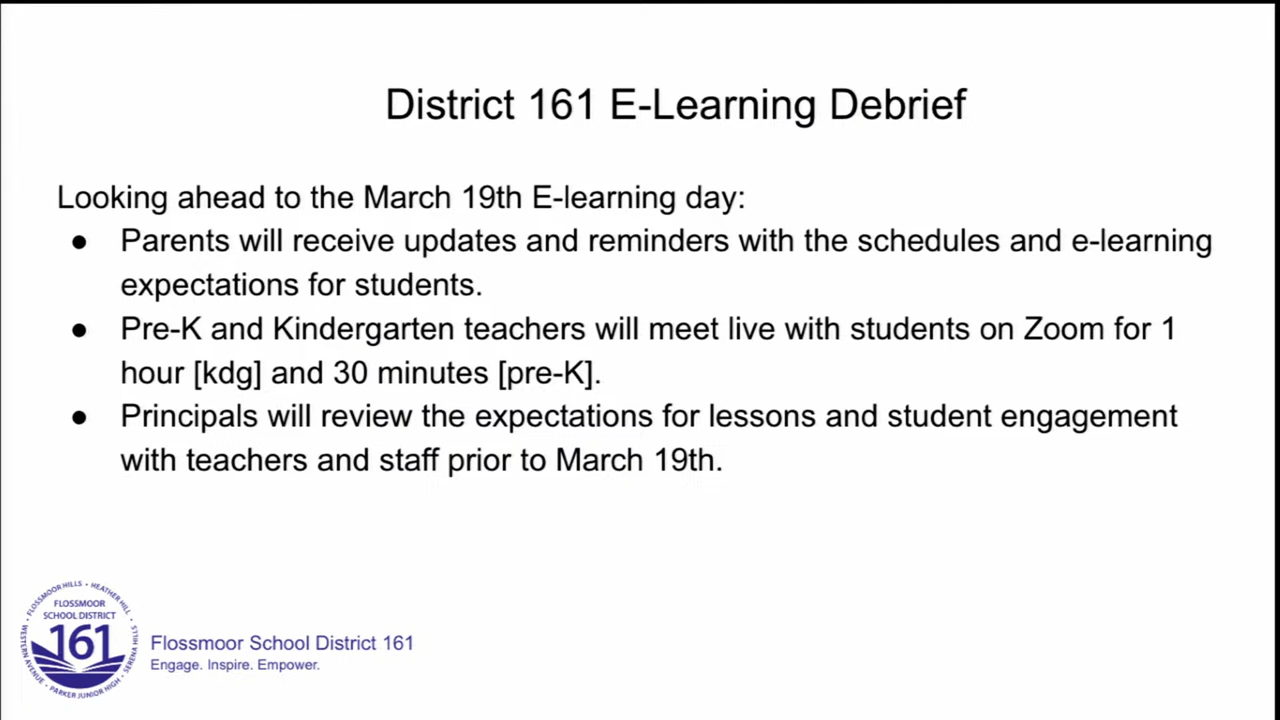 District 161 E-Learning Debrief
Looking ahead to the March 19th E-learning day:
● Parents will receive updates and reminders with the schedules and e-learning
expectations for students.
● Pre-K and Kindergarten teachers will meet live with students on Zoom for 1
hour [kdg] and 30 minutes [pre-K].
● Principals will review the expectations for lessons and student engagement
with teachers and staff prior to March 19th.
WESTERN AVENUE • FLOSSMOOR HILLS • HEATHER HILL • SERENA HILLS • PARKER JUNIOR HIGH •
FLOSSMOOR
SCHOOL DISTRICT
161
Flossmoor School District 161
Engage. Inspire. Empower.